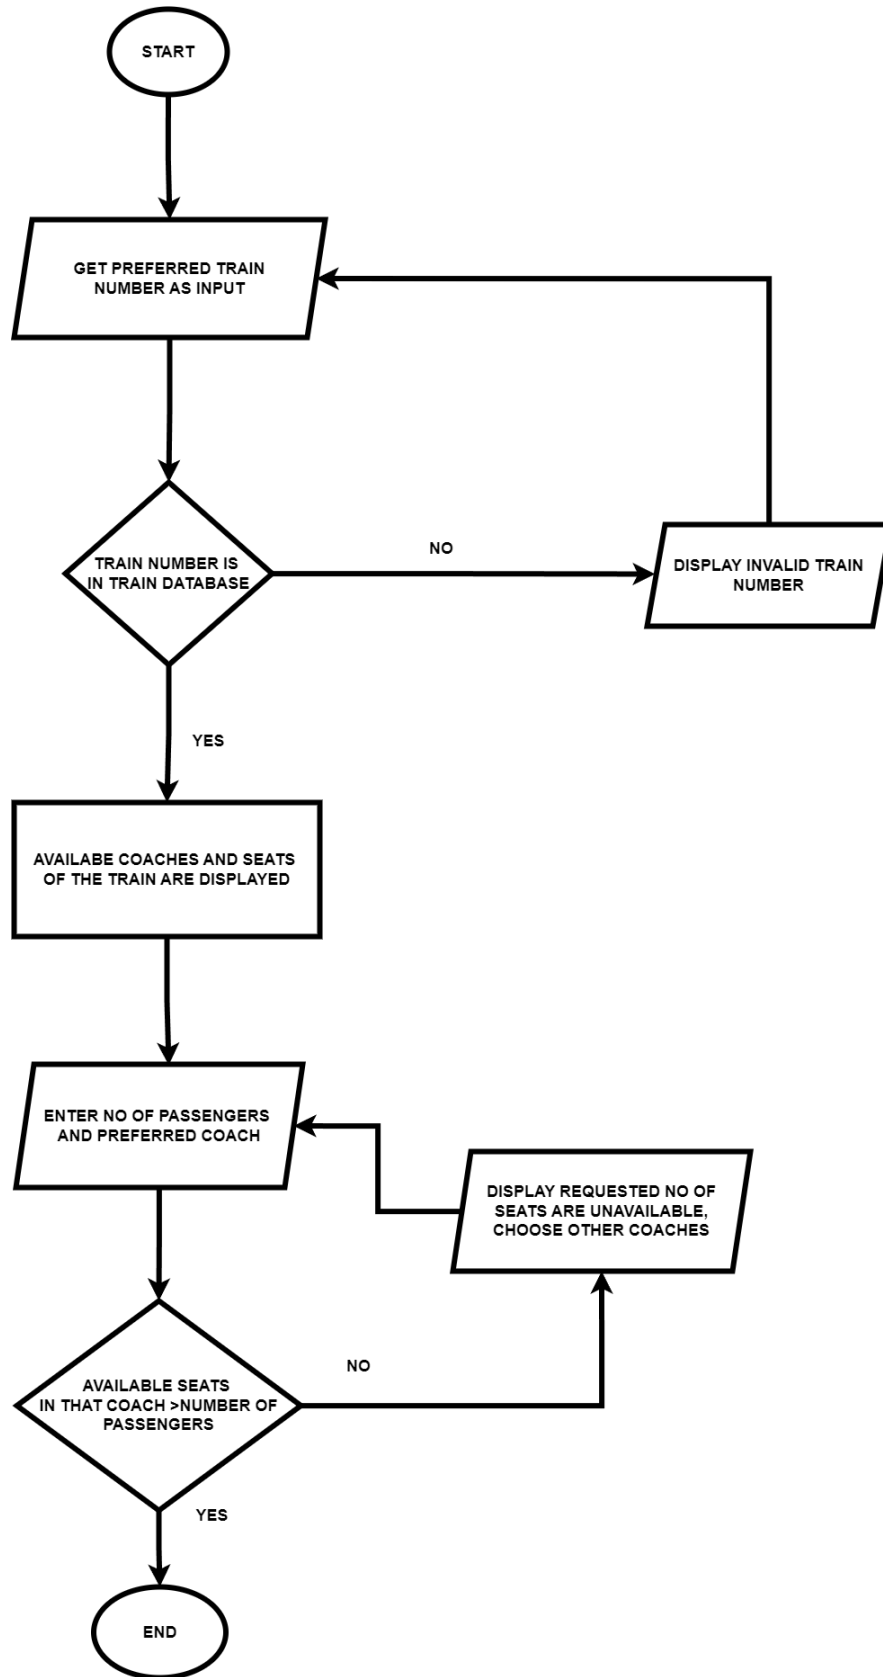 START
GET PREFERRED TRAIN
NUMBER AS INPUT
TRAIN NUMBER IS
IN TRAIN DATABASE
NO
DISPLAY INVALID TRAIN
NUMBER
YES
AVAILABE COACHES AND SEATS
OF THE TRAIN ARE DISPLAYED
ENTER NO OF PASSENGERS
AND PREFERRED COACH
DISPLAY REQUESTED NO OF
SEATS ARE UNAVAILABLE,
CHOOSE OTHER COACHES
AVAILABLE SEATS
IN THAT COACH >NUMBER OF
PASSENGERS
NO
YES
END